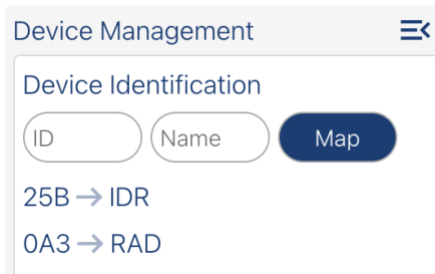 Device Management
Device Identification
ID Name Map
25B → IDR
0A3 → RAD